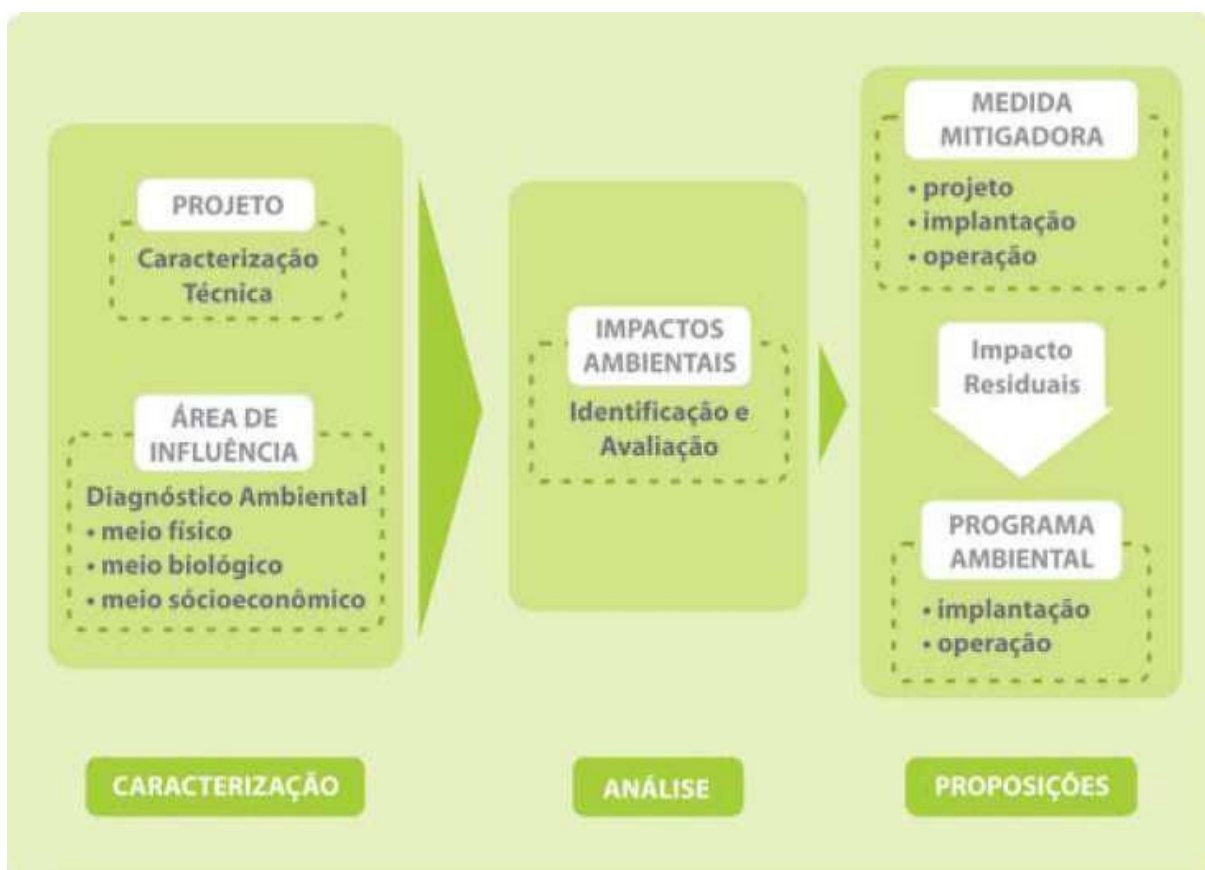 PROJETO
Caracterização
Técnica
ÁREA DE
INFLUÊNCIA
Diagnóstico Ambiental
• meio físico
• meio biológico
• meio sócioeconômico
CARACTERIZAÇÃO
IMPACTOS
AMBIENTAIS
Identificação e
Avaliação
ANÁLISE
MEDIDA
MITIGADORA
• projeto
• implantação
• operação
Impacto
Residuais
PROGRAMA
AMBIENTAL
• implantação
• operação
PROPOSIÇÕES